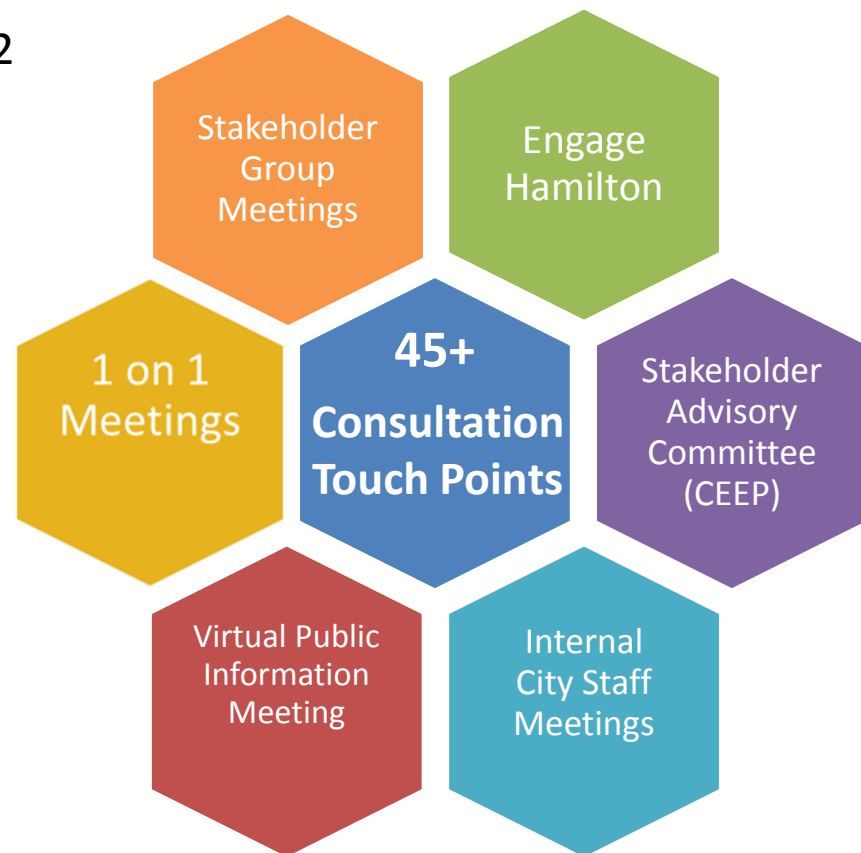 2
Stakeholder
Group
Meetings
Engage
Hamilton
1 on 1
Meetings
45+
Consultation
Touch Points
Stakeholder
Advisory
Committee
(CEEP)
Virtual Public
Information
Meeting
Internal
City Staff
Meetings